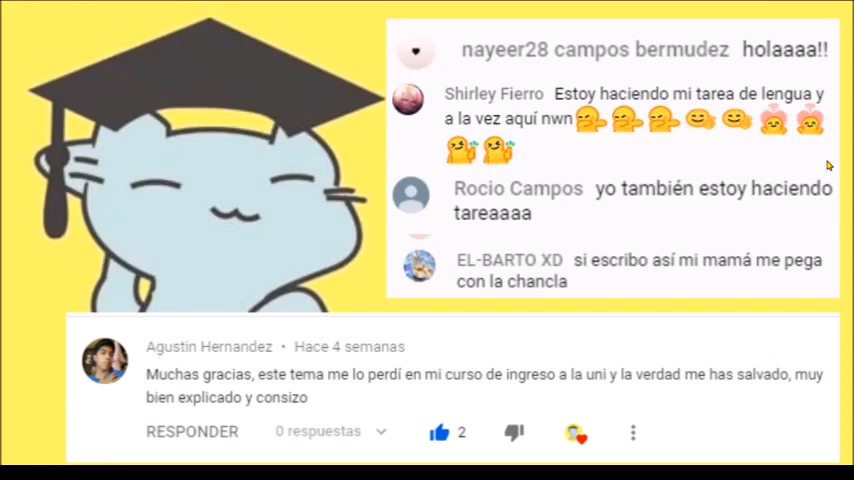 nayeer28 campos bermudez holaaaa!!
Shirley Fierro Estoy haciendo mi tarea de lengua y
a la vez aquí nwn
Rocio Campos yo también estoy haciendo
tareaaaa
EL-BARTO XD si escribo así mi mamá me pega
con la chancla
Agustin Hernandez • Hace 4 semanas
Muchas gracias, este tema me lo perdí en mi curso de ingreso a la uni y la verdad me has salvado, muy
bien explicado y consizo
RESPONDER 0 respuestas 2